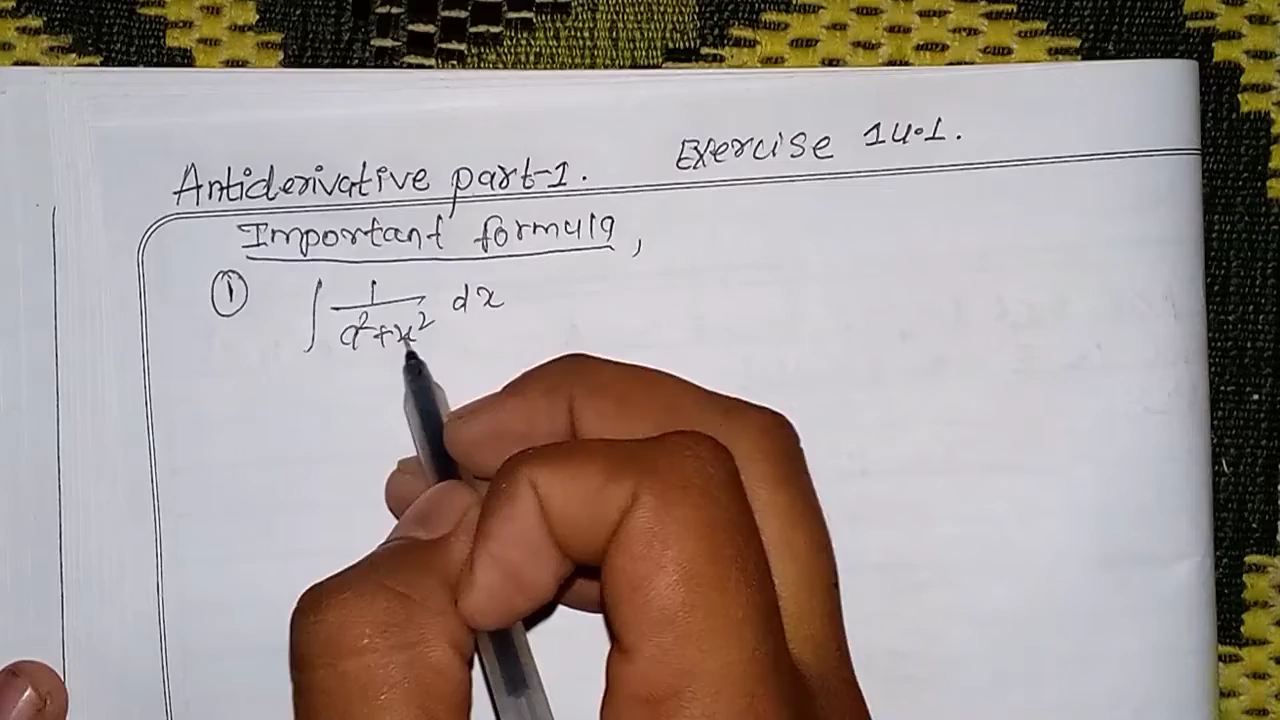 Antiderivative part-1. Exercise 14.1.
Important formula,
① ∫ 1/(a²+x²) dx